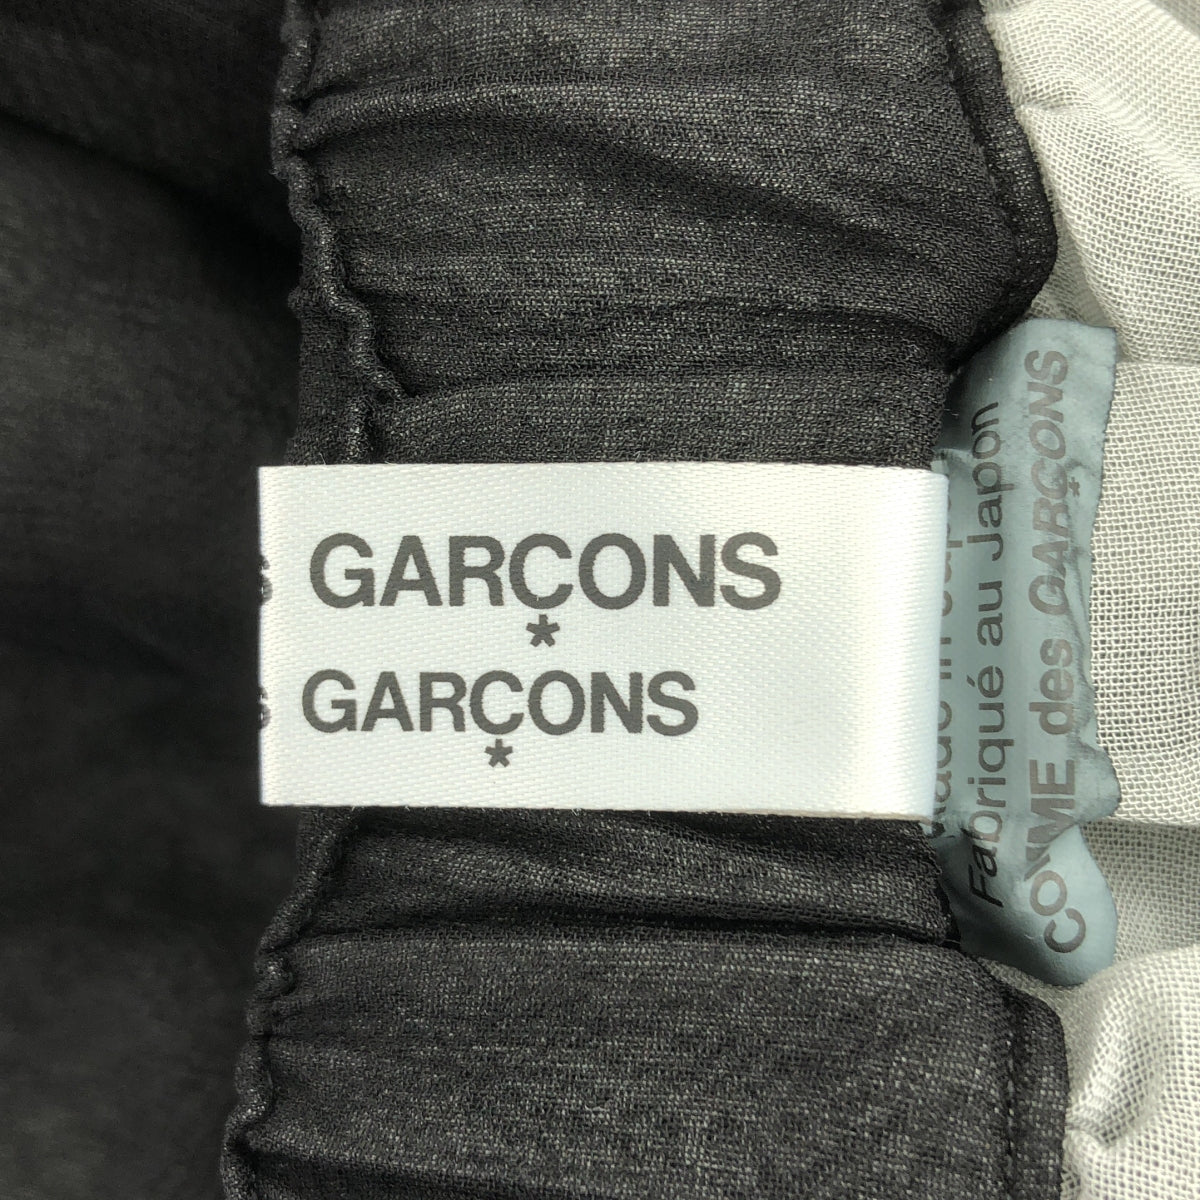 GARÇONS
*
GARÇONS
*
Fabriqué au Japon
COMME des GARÇONS